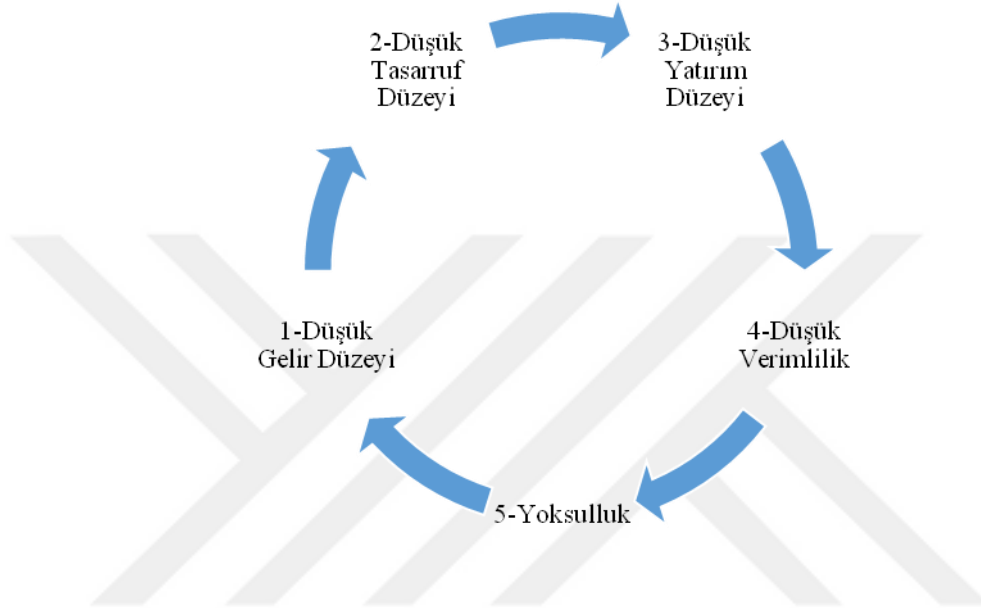 1-Düşük
Gelir Düzeyi
2-Düşük
Tasarruf
Düzeyi
3-Düşük
Yatırım
Düzeyi
4-Düşük
Verimlilik
5-Yoksulluk